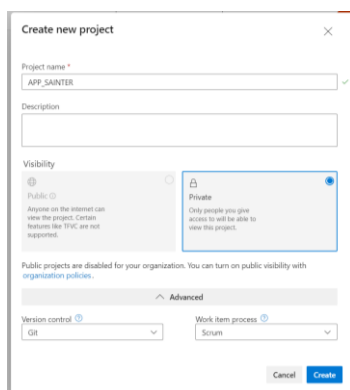 Create new project
Project name *
APP_SAINTER
Description
Visibility
Public
Anyone on the internet can
view the project. Certain
features like TFVC are not
supported.
Private
Only people you give
access to will be able to
view this project.
Public projects are disabled for your organization. You can turn on public visibility with
organization policies.
Advanced
Version control
Git
Work item process
Scrum
Cancel
Create